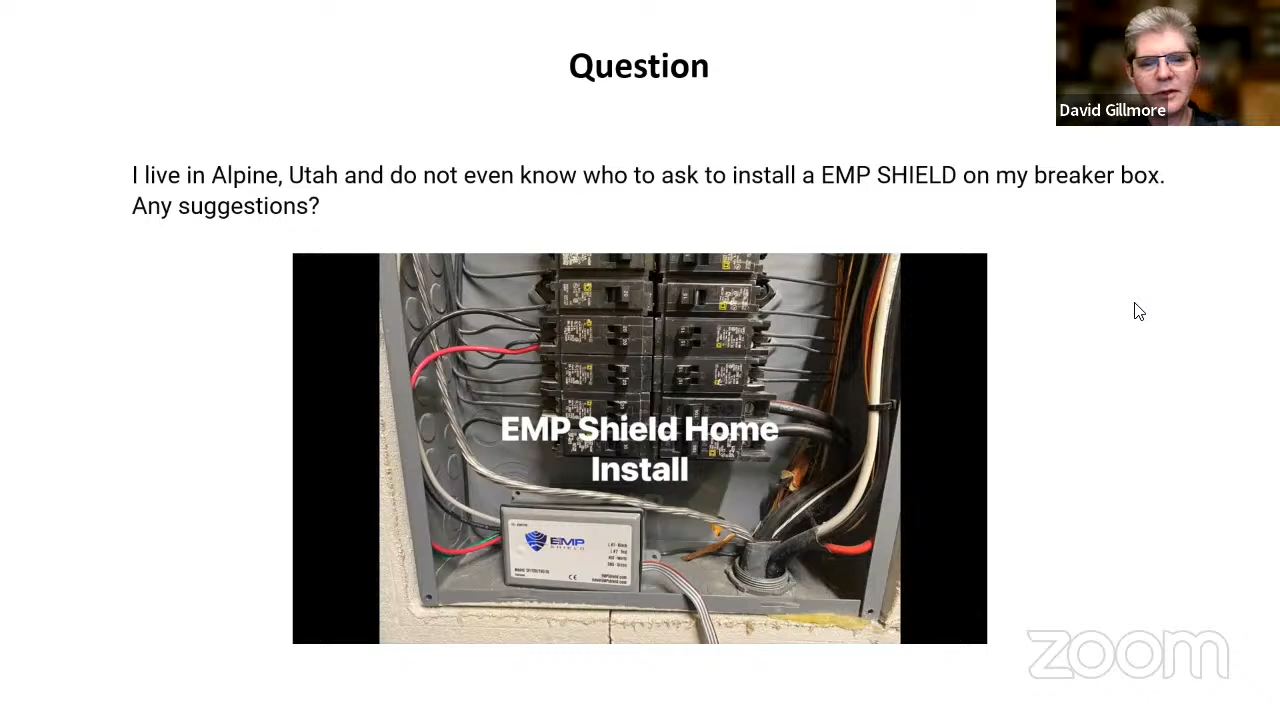 Question
David Gillmore
I live in Alpine, Utah and do not even know who to ask to install a EMP SHIELD on my breaker box.
Any suggestions?
EMP Shield Home
Install
EMP
SHIELD
zoom